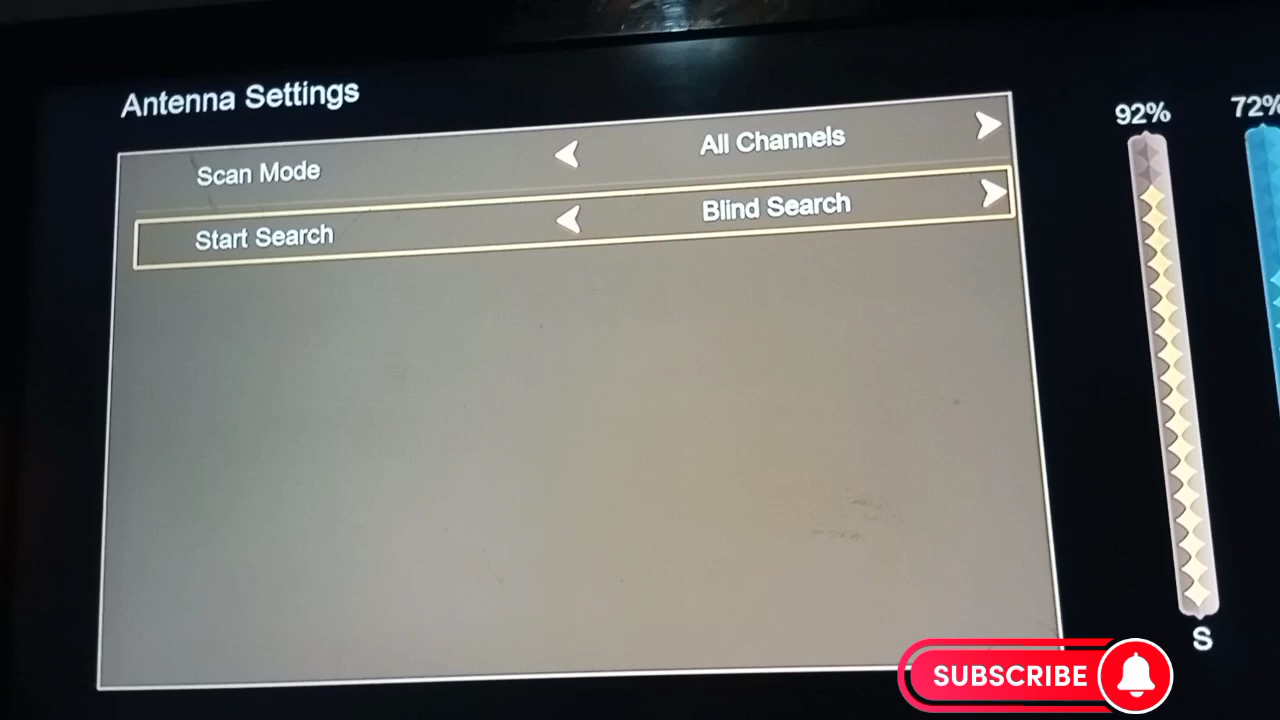 Antenna Settings
92%
72%
Scan Mode
All Channels
Start Search
Blind Search
S
SUBSCRIBE